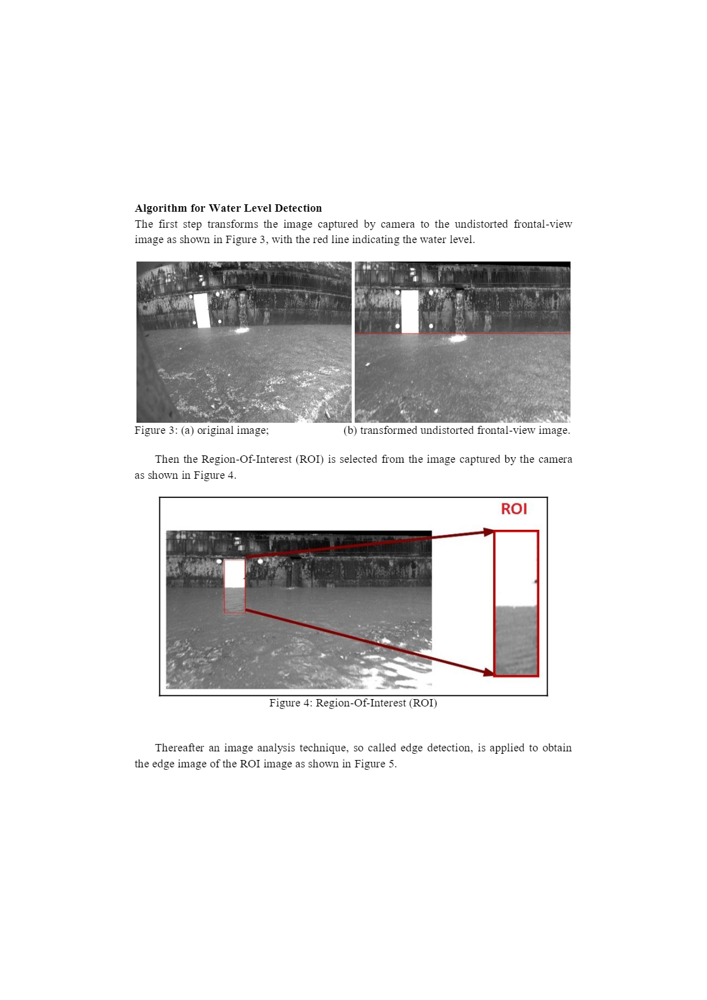 Algorithm for Water Level Detection
The first step transforms the image captured by camera to the undistorted frontal-view
image as shown in Figure 3, with the red line indicating the water level.
Figure 3: (a) original image; (b) transformed undistorted frontal-view image.
Then the Region-Of-Interest (ROI) is selected from the image captured by the camera
as shown in Figure 4.
ROI
Figure 4: Region-Of-Interest (ROI)
Thereafter an image analysis technique, so called edge detection, is applied to obtain
the edge image of the ROI image as shown in Figure 5.